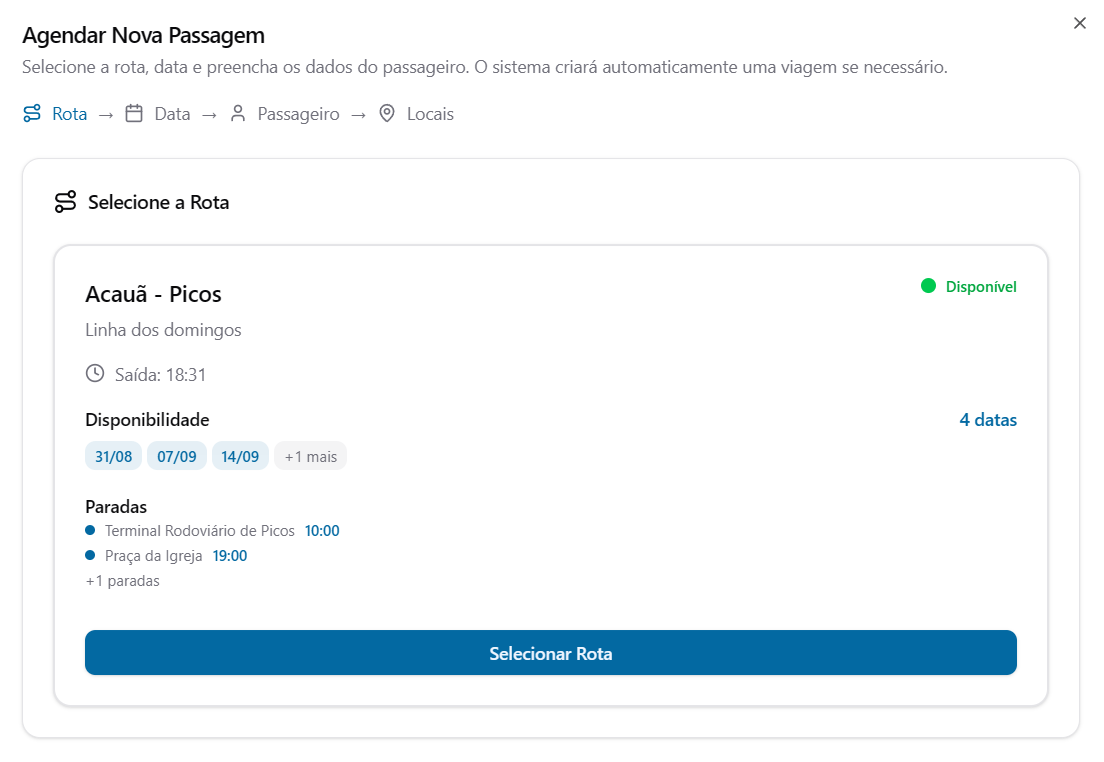 Agendar Nova Passagem
Selecione a rota, data e preencha os dados do passageiro. O sistema criará automaticamente uma viagem se necessário.
Rota → Data → Passageiro → Locais
Selecione a Rota
Acauã - Picos
Disponível
Linha dos domingos
Saída: 18:31
Disponibilidade
4 datas
31/08 07/09 14/09 +1 mais
Paradas
Terminal Rodoviário de Picos 10:00
Praça da Igreja 19:00
+1 paradas
Selecionar Rota